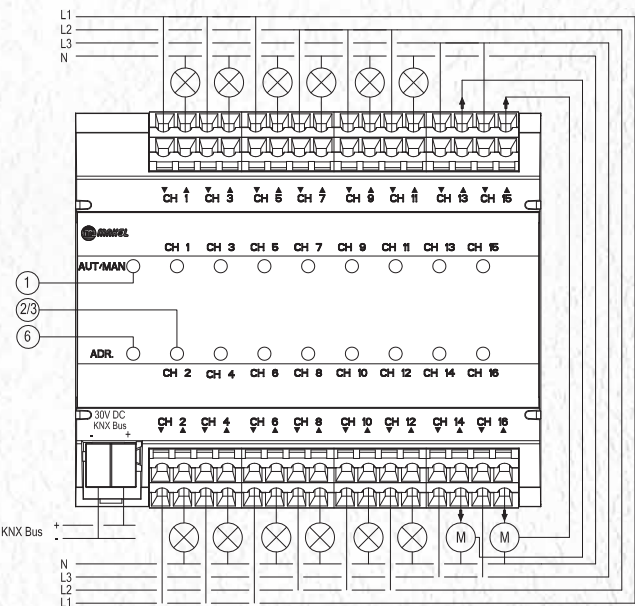 L1
L2
L3
N
CH 1 CH 3 CH 5 CH 7 CH 9 CH 11 CH 13 CH 15
MAKEL
CH 1 CH 3 CH 5 CH 7 CH 9 CH 11 CH 13 CH 15
AUT/MAN
1
2/3
6
ADR.
CH 2 CH 4 CH 6 CH 8 CH 10 CH 12 CH 14 CH 16
30V DC
KNX Bus
- +
CH 2 CH 4 CH 6 CH 8 CH 10 CH 12 CH 14 CH 16
KNX Bus
+
-
M M
N
L3
L2
L1